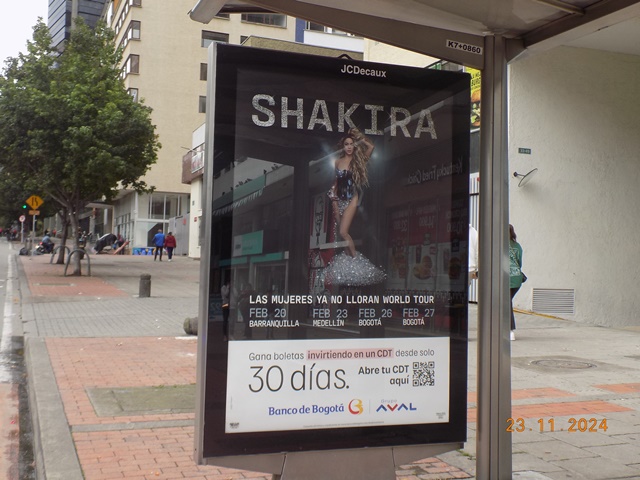 K7+0860
JCDecaux
SHAKIRA
LAS MUJERES YA NO LLORAN WORLD TOUR
FEB 20 FEB 23 FEB 26 FEB 27
BARRANQUILLA MEDELLÍN BOGOTÁ BOGOTÁ
Gana boletas invirtiendo en un CDT desde solo
30 días.
Abre tu CDT
aquí
Banco de Bogotá
Grupo
AVAL
23.11.2024